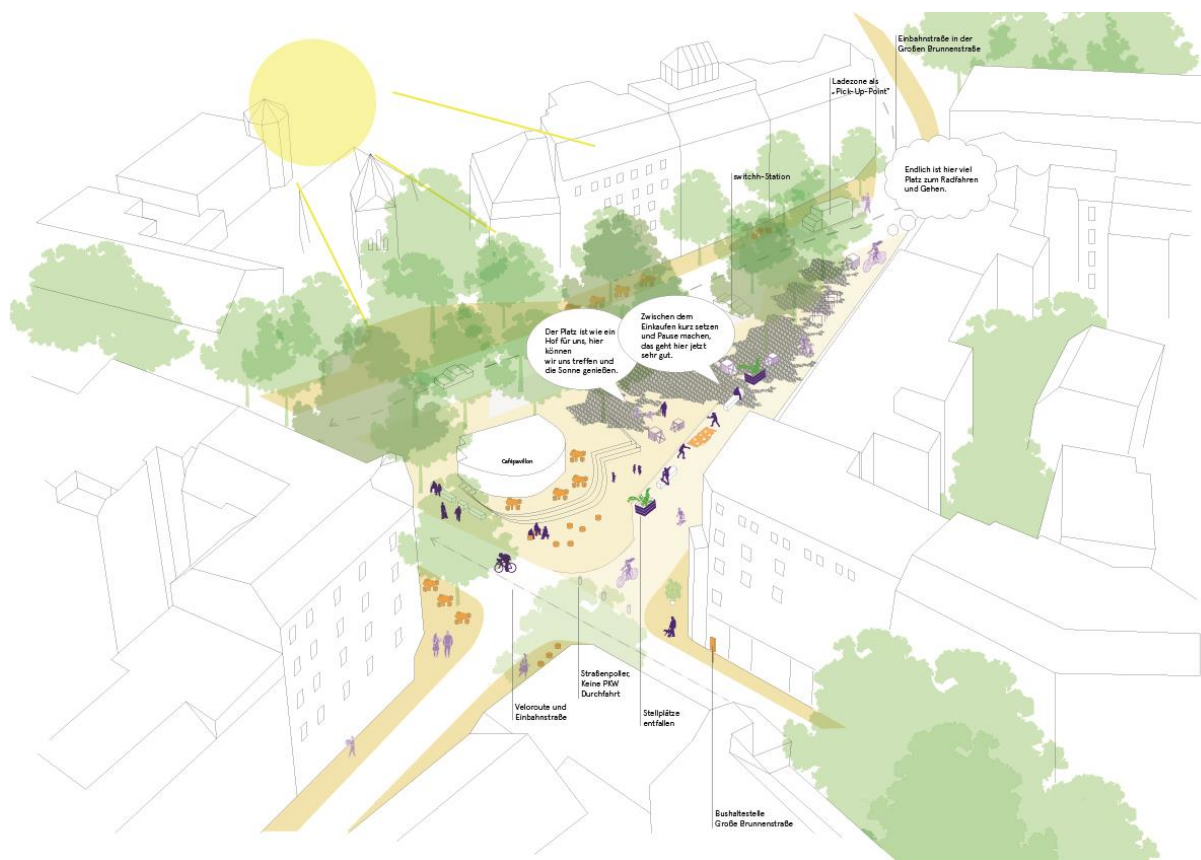 Einbahnstraße in der
Großen Brunnenstraße
Ladezone als
„Pick-Up-Point“
Endlich ist hier viel
Platz zum Radfahren
und Gehen.
switchh-Station
Zwischen dem
Einkaufen kurz setzen
und Pause machen,
das geht hier jetzt
sehr gut.
Der Platz ist wie ein
Hof für uns, hier
können
wir uns treffen und
die Sonne genießen.
Cafépavillon
Straßenpoller,
Keine PKW
Durchfahrt
Veloroute und
Einbahnstraße
Stellplätze
entfallen
Bushaltestelle
Große Brunnenstraße